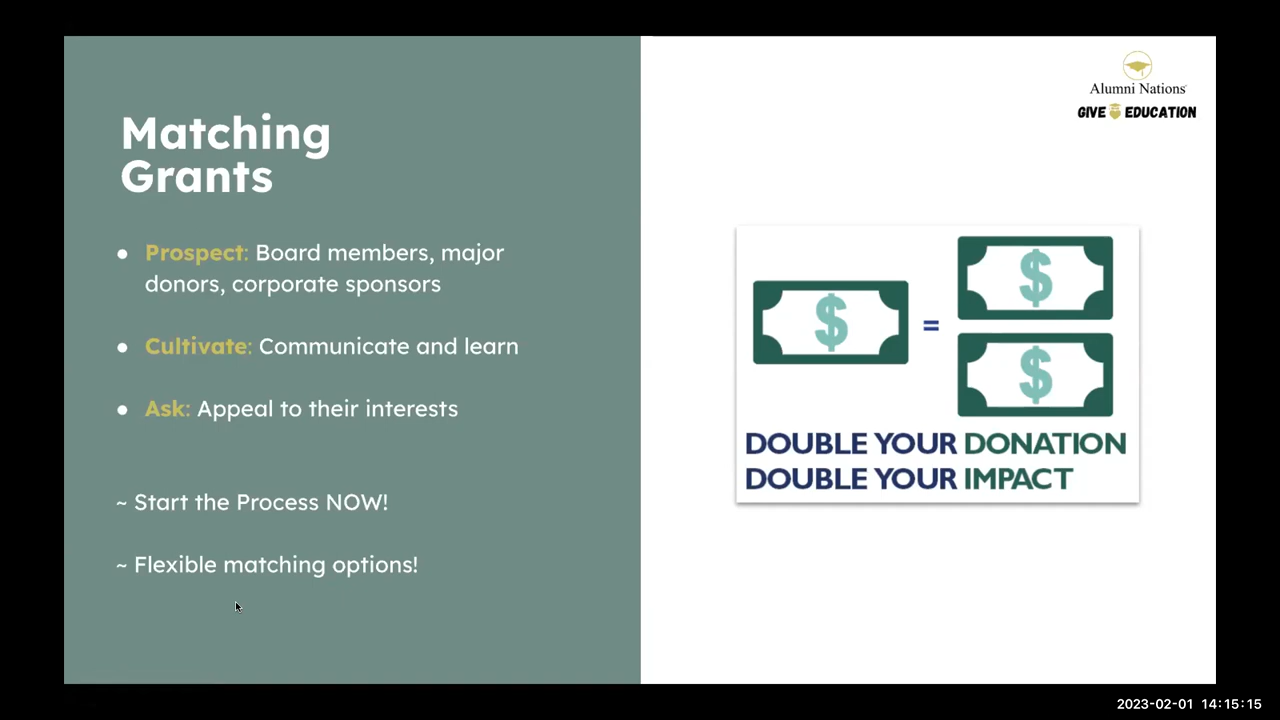 Matching
Grants
● Prospect: Board members, major
donors, corporate sponsors
● Cultivate: Communicate and learn
● Ask: Appeal to their interests
~ Start the Process NOW!
~ Flexible matching options!
Alumni Nations
GIVE EDUCATION
$ = $
$
DOUBLE YOUR DONATION
DOUBLE YOUR IMPACT
2023-02-01 14:15:15